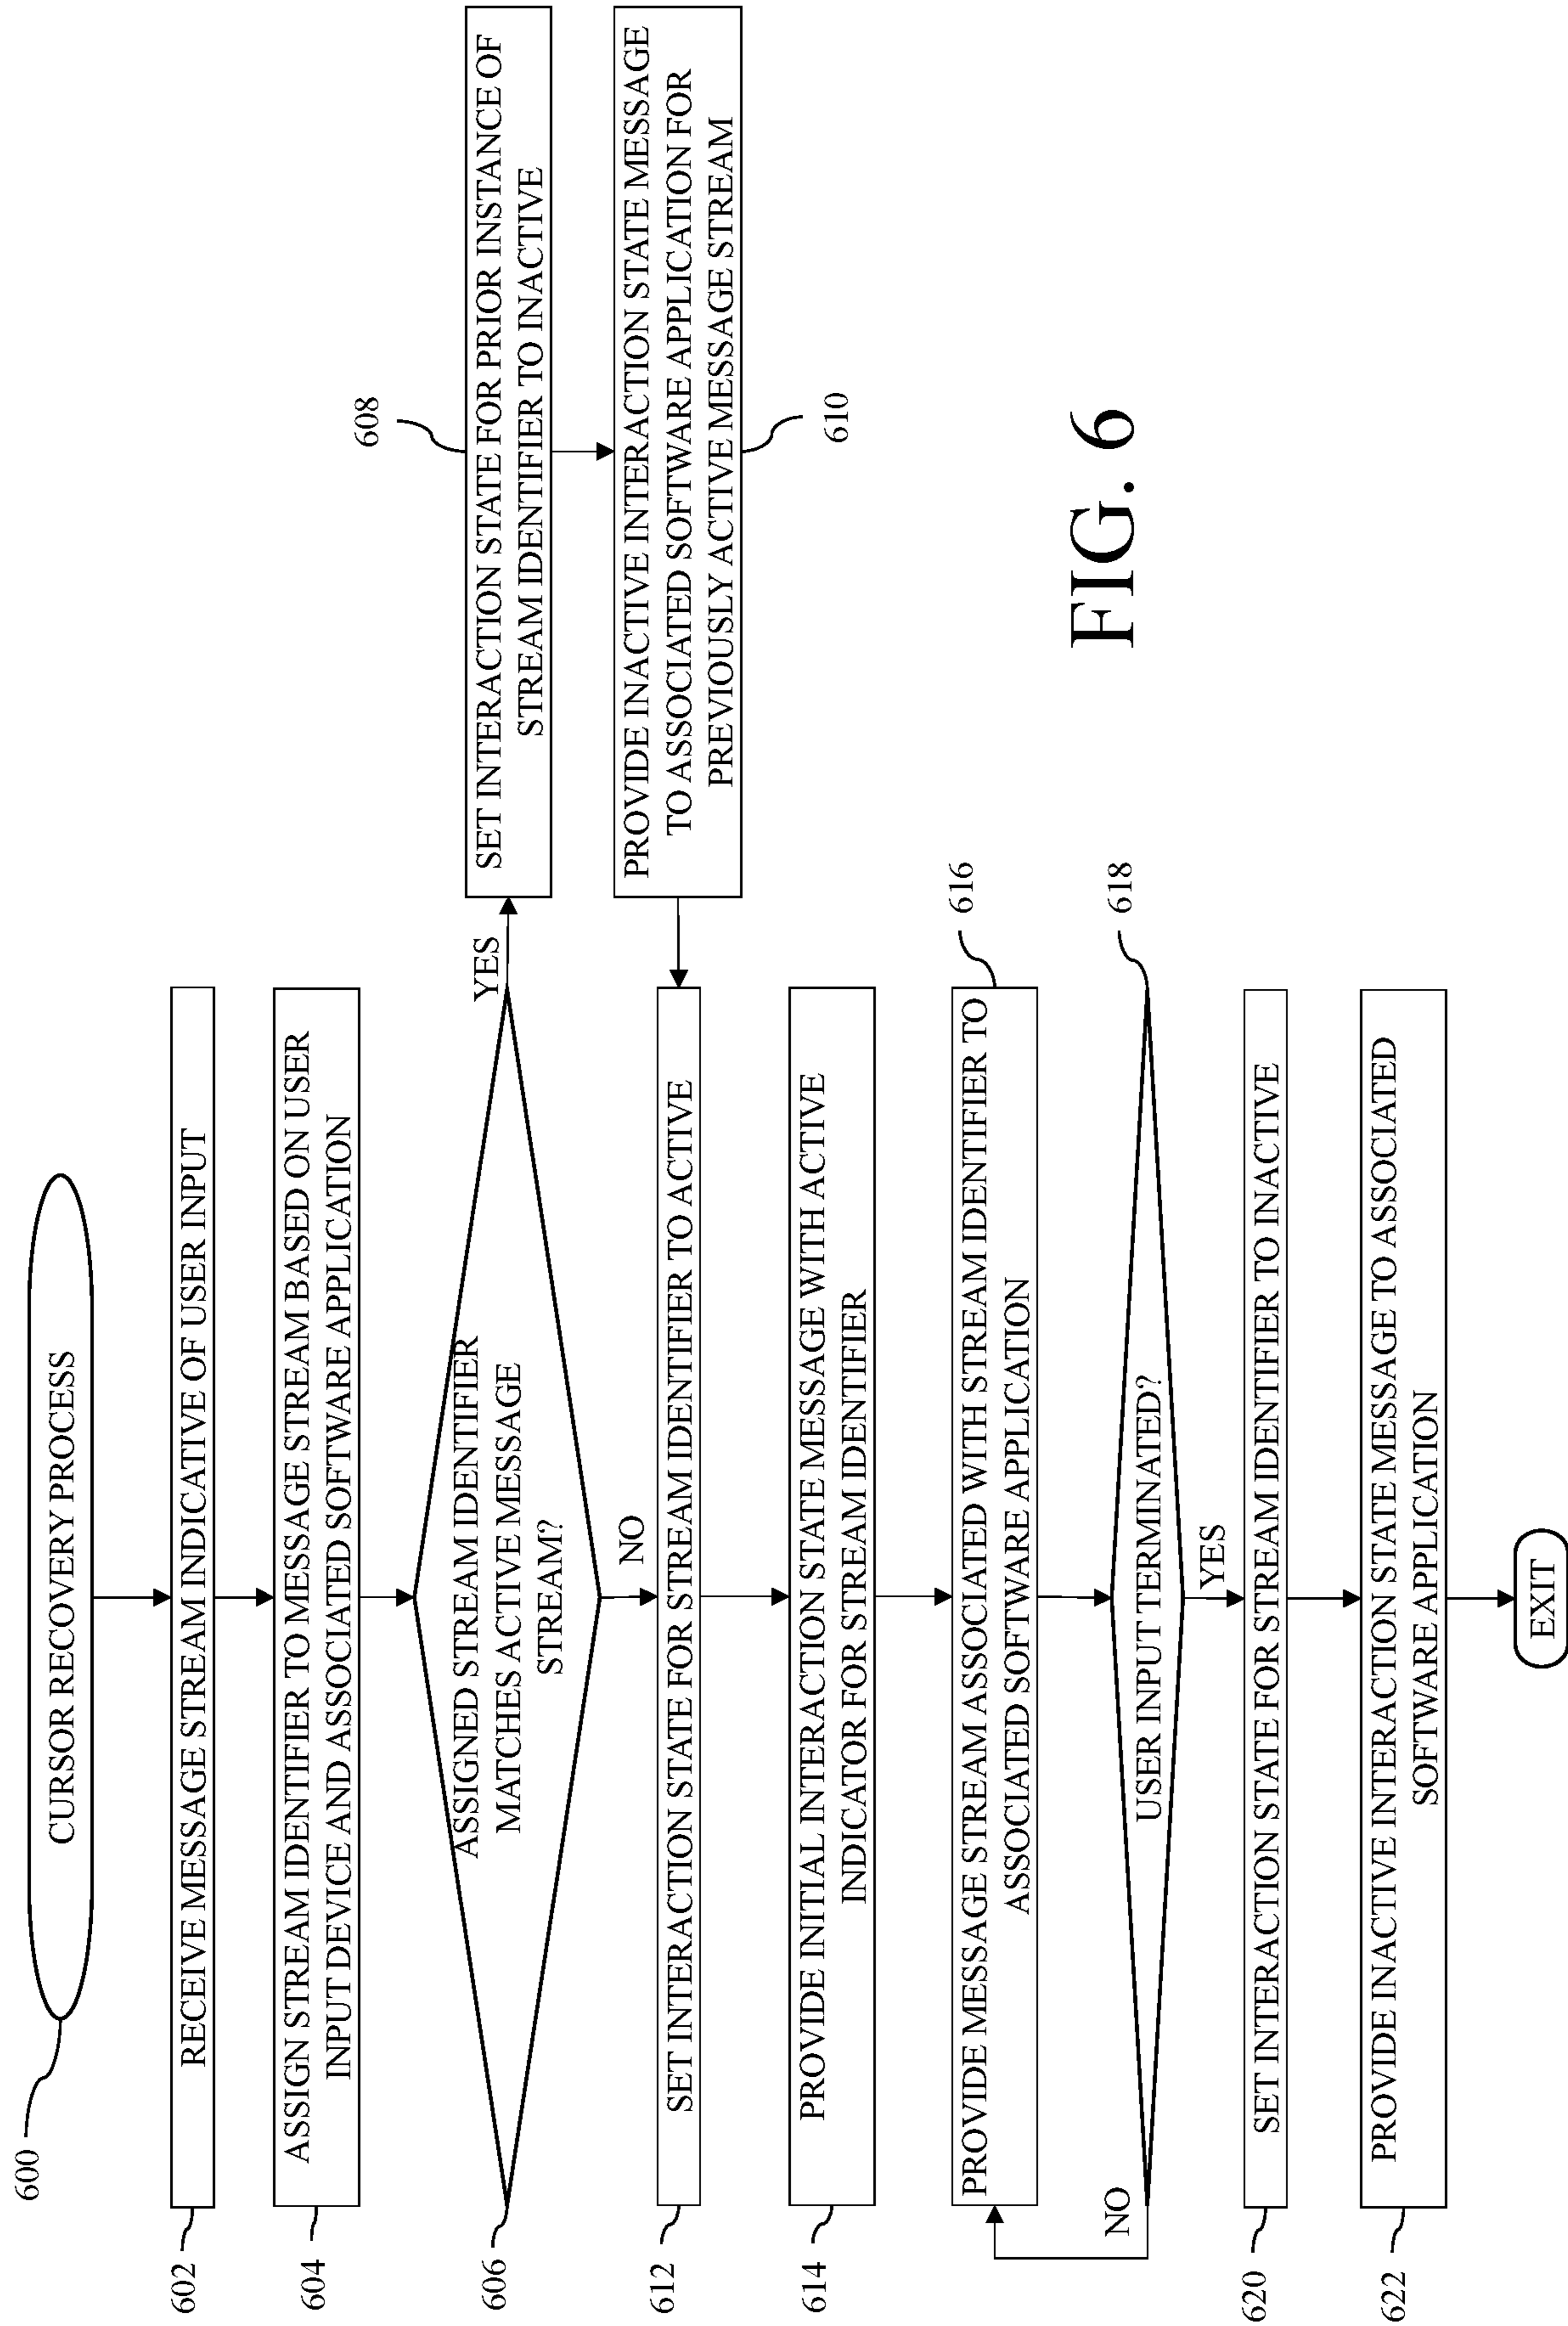 600
CURSOR RECOVERY PROCESS
602
RECEIVE MESSAGE STREAM INDICATIVE OF USER INPUT
604
ASSIGN STREAM IDENTIFIER TO MESSAGE STREAM BASED ON USER
INPUT DEVICE AND ASSOCIATED SOFTWARE APPLICATION
606
ASSIGNED STREAM IDENTIFIER
MATCHES ACTIVE MESSAGE
STREAM?
YES
NO
608
SET INTERACTION STATE FOR PRIOR INSTANCE OF
STREAM IDENTIFIER TO INACTIVE
PROVIDE INACTIVE INTERACTION STATE MESSAGE
TO ASSOCIATED SOFTWARE APPLICATION FOR
PREVIOUSLY ACTIVE MESSAGE STREAM
610
612
SET INTERACTION STATE FOR STREAM IDENTIFIER TO ACTIVE
614
PROVIDE INITIAL INTERACTION STATE MESSAGE WITH ACTIVE
INDICATOR FOR STREAM IDENTIFIER
616
PROVIDE MESSAGE STREAM ASSOCIATED WITH STREAM IDENTIFIER TO
ASSOCIATED SOFTWARE APPLICATION
618
USER INPUT TERMINATED?
NO
YES
620
SET INTERACTION STATE FOR STREAM IDENTIFIER TO INACTIVE
622
PROVIDE INACTIVE INTERACTION STATE MESSAGE TO ASSOCIATED
SOFTWARE APPLICATION
EXIT
FIG. 6